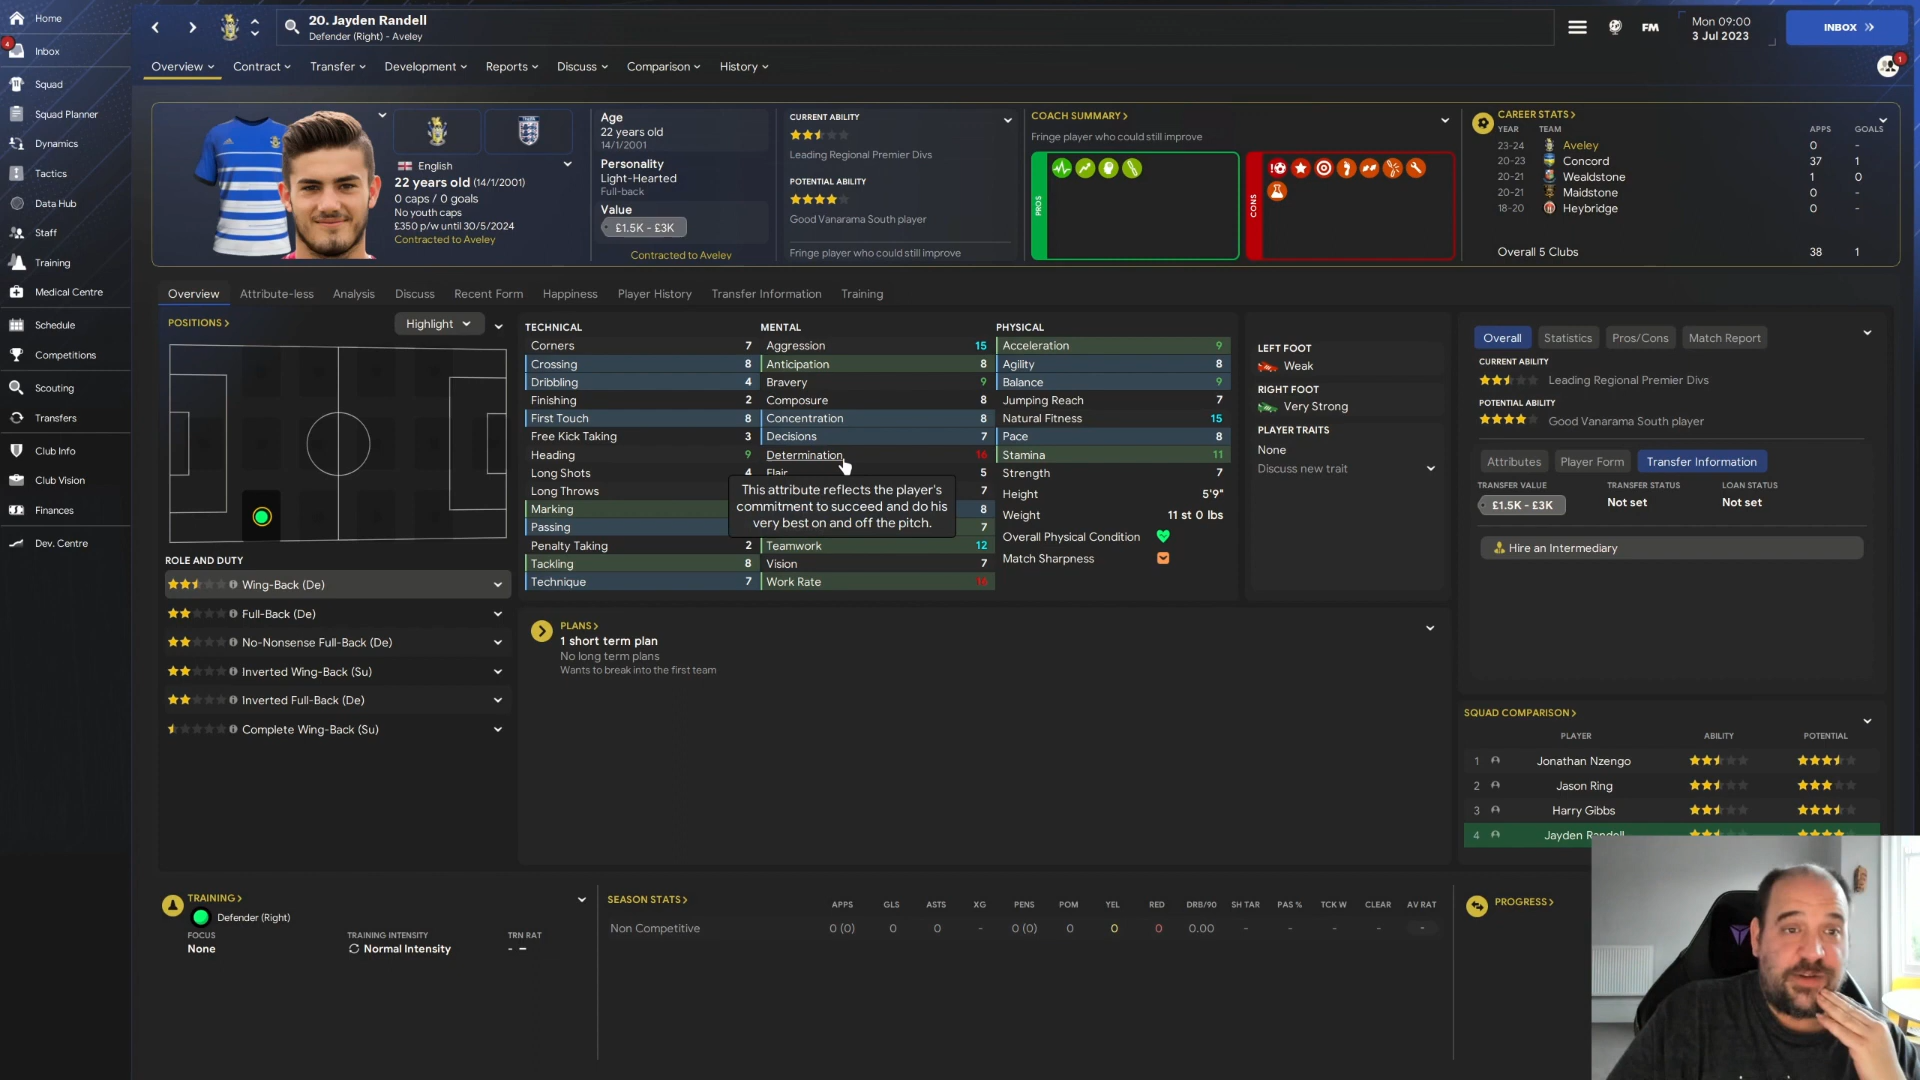 Home
4
Inbox
Squad
Squad Planner
Dynamics
Tactics
Data Hub
Staff
Training
Medical Centre
Schedule
Competitions
Scouting
Transfers
Club Info
Club Vision
Finances
Dev. Centre
20. Jayden Randell
Defender (Right) - Aveley
FM
Mon 09:00
3 Jul 2023
INBOX
1
Overview
Contract
Transfer
Development
Reports
Discuss
Comparison
History
English
22 years old (14/1/2001)
0 caps / 0 goals
No youth caps
£350 p/w until 30/5/2024
Contracted to Aveley
Age
22 years old
14/1/2001
Personality
Light-Hearted
Full-back
Value
£1.5K - £3K
Contracted to Aveley
CURRENT ABILITY
Leading Regional Premier Divs
POTENTIAL ABILITY
Good Vanarama South player
Fringe player who could still improve
COACH SUMMARY >
Fringe player who could still improve
PROS
CONS
CAREER STATS >
YEAR TEAM APPS GOALS
23-24 Aveley 0 -
20-23 Concord 37 1
20-21 Wealdstone 1 0
20-21 Maidstone 0 -
18-20 Heybridge 0 -
Overall 5 Clubs 38 1
Overview Attribute-less Analysis Discuss Recent Form Happiness Player History Transfer Information Training
POSITIONS >
Highlight
ROLE AND DUTY
Wing-Back (De)
Full-Back (De)
No-Nonsense Full-Back (De)
Inverted Wing-Back (Su)
Inverted Full-Back (De)
Complete Wing-Back (Su)
TECHNICAL
Corners 7
Crossing 8
Dribbling 4
Finishing 2
First Touch 8
Free Kick Taking 3
Heading 9
Long Shots 4
Long Throws
Marking
Passing
Penalty Taking 2
Tackling 8
Technique 7
MENTAL
Aggression 15
Anticipation 8
Bravery 9
Composure 8
Concentration 8
Decisions 7
Determination 16
Flair 5
7
8
7
Teamwork 12
Vision 7
Work Rate 16
This attribute reflects the player's
commitment to succeed and do his
very best on and off the pitch.
PHYSICAL
Acceleration 9
Agility 8
Balance 9
Jumping Reach 7
Natural Fitness 15
Pace 8
Stamina 11
Strength 7
Height 5'9"
Weight 11 st 0 lbs
Overall Physical Condition
Match Sharpness
LEFT FOOT
Weak
RIGHT FOOT
Very Strong
PLAYER TRAITS
None
Discuss new trait
PLANS >
1 short term plan
No long term plans
Wants to break into the first team
Overall Statistics Pros/Cons Match Report
CURRENT ABILITY
Leading Regional Premier Divs
POTENTIAL ABILITY
Good Vanarama South player
Attributes Player Form Transfer Information
TRANSFER VALUE TRANSFER STATUS LOAN STATUS
£1.5K - £3K Not set Not set
Hire an Intermediary
SQUAD COMPARISON >
PLAYER ABILITY POTENTIAL
1 Jonathan Nzengo
2 Jason Ring
3 Harry Gibbs
4 Jayden Randell
TRAINING >
Defender (Right)
FOCUS TRAINING INTENSITY TRN RAT
None Normal Intensity - –
SEASON STATS >
APPS GLS ASTS XG PENS POM YEL RED DRB/90 SH TAR PAS % TCK W CLEAR AV RAT
Non Competitive 0 (0) 0 0 - 0 (0) 0 0 0 0.00 - - - - -
PROGRESS >